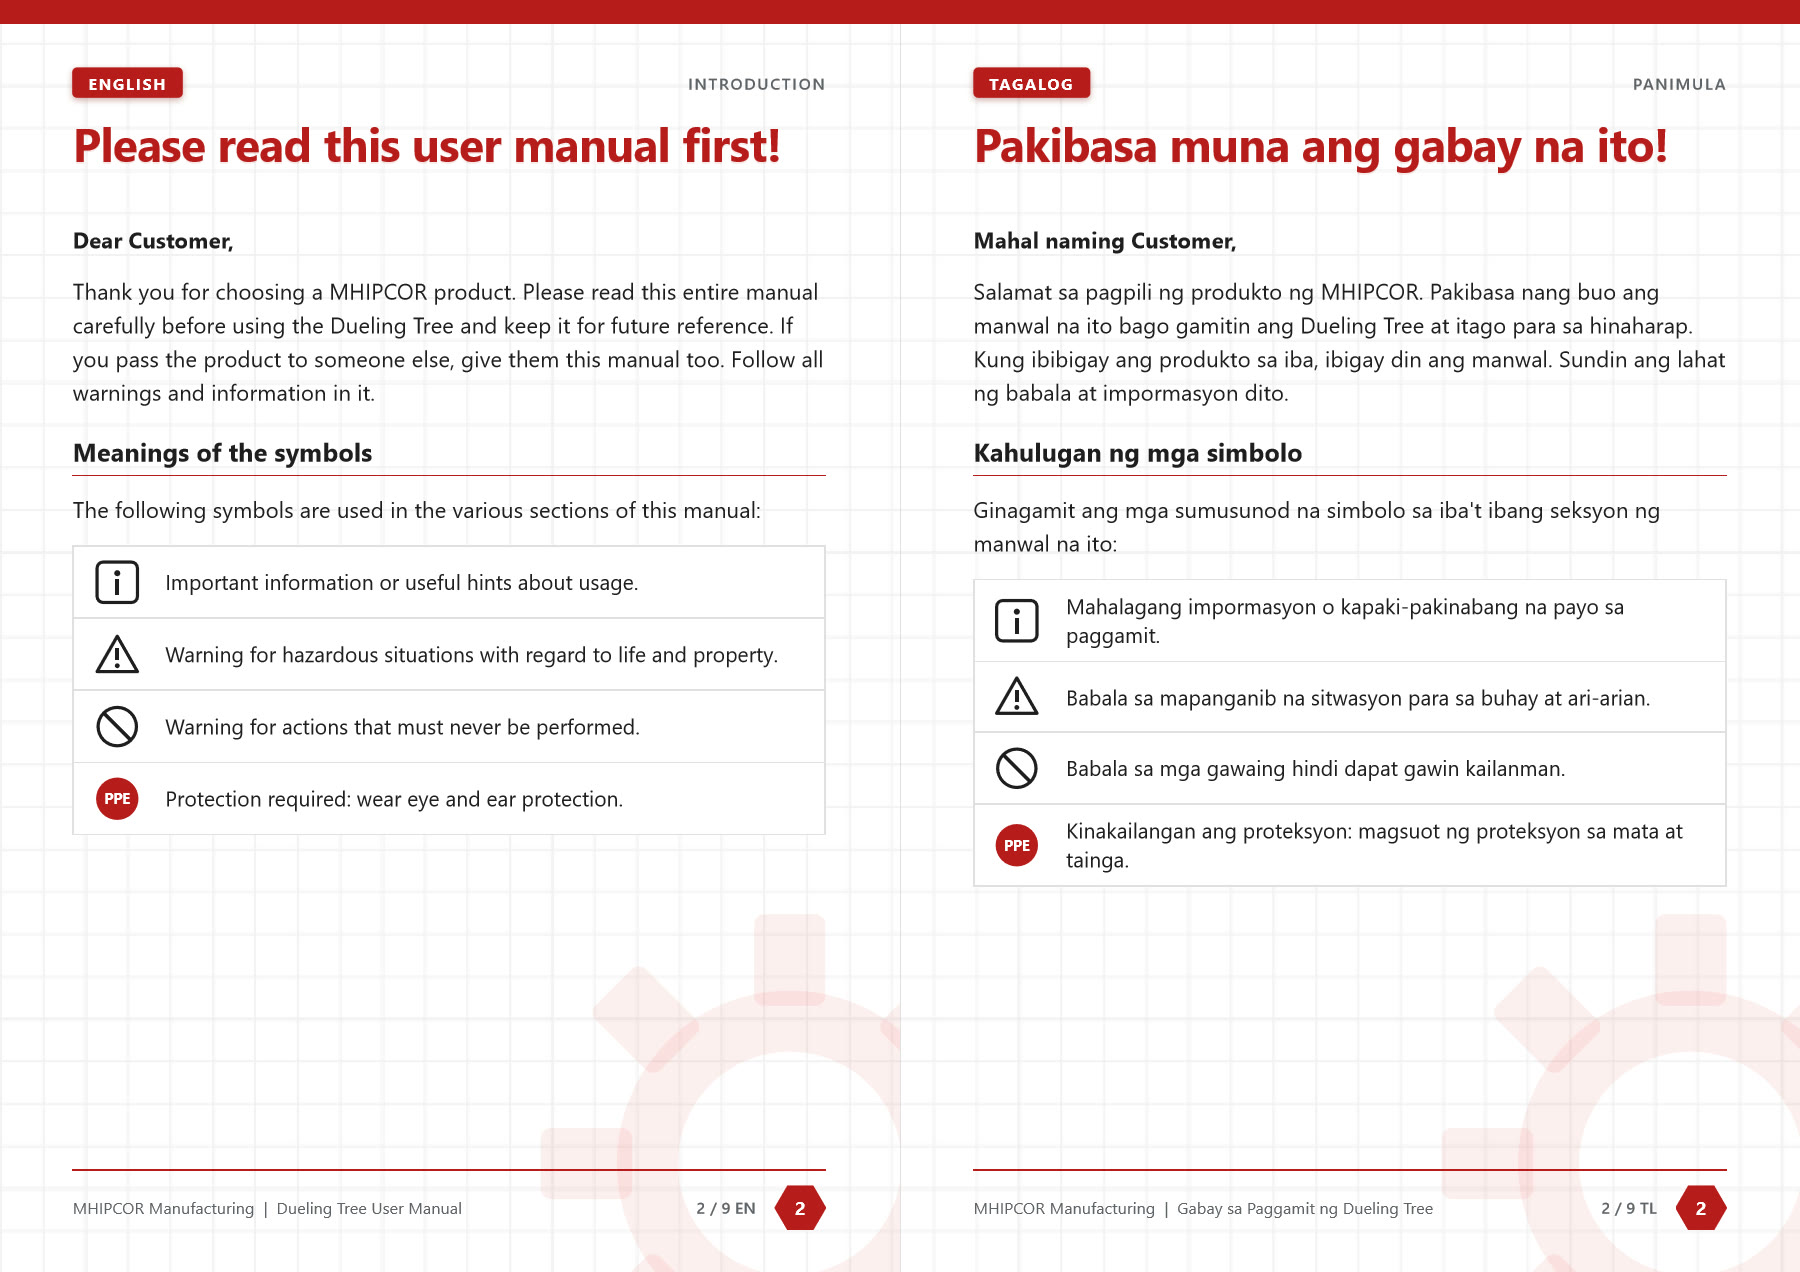 ENGLISH
INTRODUCTION
Please read this user manual first!
Dear Customer,
Thank you for choosing a MHIPCOR product. Please read this entire manual
carefully before using the Dueling Tree and keep it for future reference. If
you pass the product to someone else, give them this manual too. Follow all
warnings and information in it.
Meanings of the symbols
The following symbols are used in the various sections of this manual:
i Important information or useful hints about usage.
! Warning for hazardous situations with regard to life and property.
Warning for actions that must never be performed.
PPE Protection required: wear eye and ear protection.
MHIPCOR Manufacturing | Dueling Tree User Manual
2 / 9 EN
2
TAGALOG
PANIMULA
Pakibasa muna ang gabay na ito!
Mahal naming Customer,
Salamat sa pagpili ng produkto ng MHIPCOR. Pakibasa nang buo ang
manwal na ito bago gamitin ang Dueling Tree at itago para sa hinaharap.
Kung ibibigay ang produkto sa iba, ibigay din ang manwal. Sundin ang lahat
ng babala at impormasyon dito.
Kahulugan ng mga simbolo
Ginagamit ang mga sumusunod na simbolo sa iba't ibang seksyon ng
manwal na ito:
i Mahalagang impormasyon o kapaki-pakinabang na payo sa
paggamit.
! Babala sa mapanganib na sitwasyon para sa buhay at ari-arian.
Babala sa mga gawaing hindi dapat gawin kailanman.
PPE Kinakailangan ang proteksyon: magsuot ng proteksyon sa mata at
tainga.
MHIPCOR Manufacturing | Gabay sa Paggamit ng Dueling Tree
2 / 9 TL
2